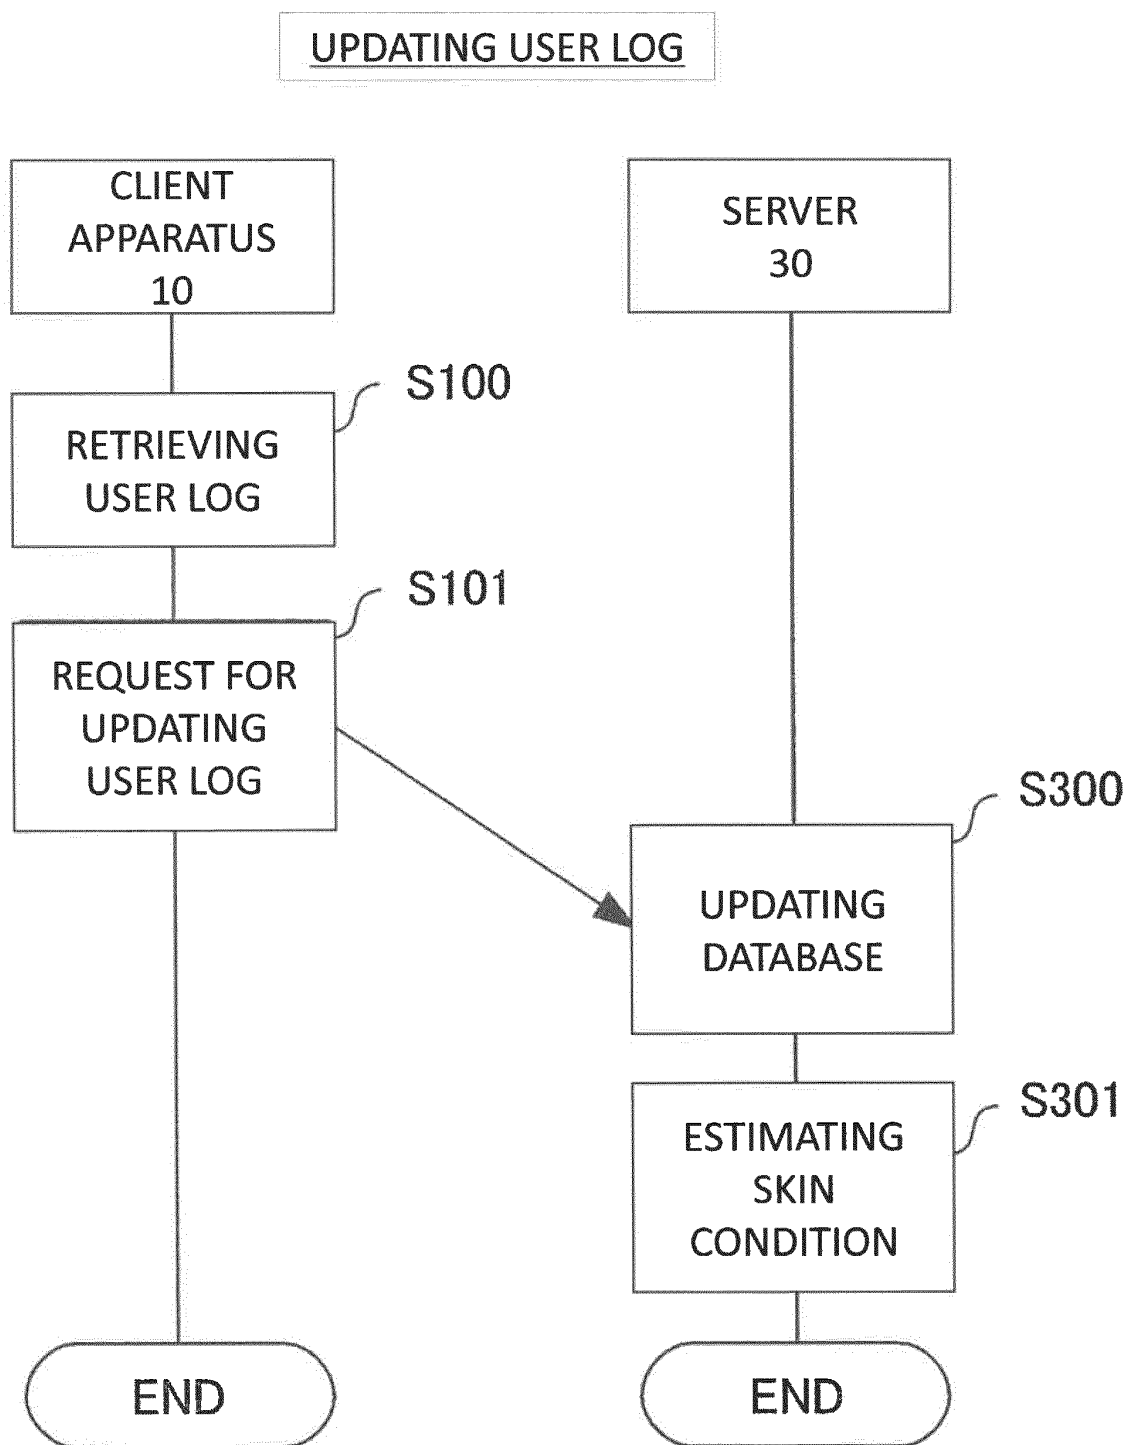 UPDATING USER LOG
CLIENT
APPARATUS
10
SERVER
30
S100
RETRIEVING
USER LOG
S101
REQUEST FOR
UPDATING
USER LOG
S300
UPDATING
DATABASE
S301
ESTIMATING
SKIN
CONDITION
END
END